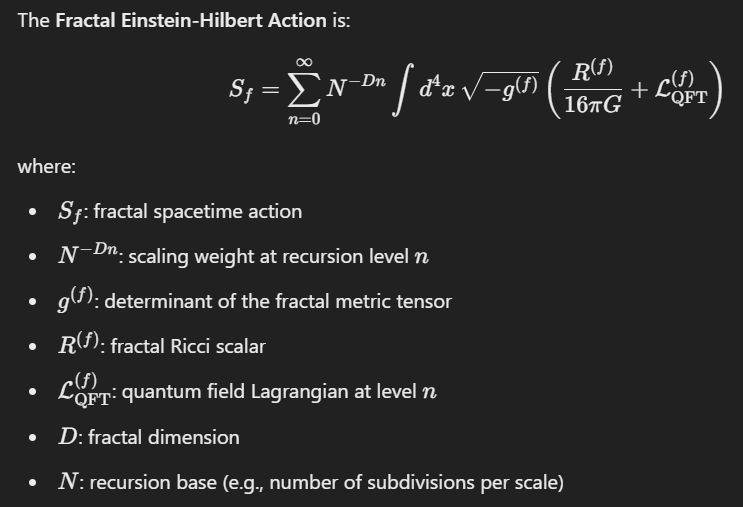 The Fractal Einstein-Hilbert Action is:
S_f = \sum_{n=0}^{\infty} N^{-Dn} \int d^4x \sqrt{-g^{(f)}} \left( \frac{R^{(f)}}{16\pi G} + \mathcal{L}_{\text{QFT}}^{(f)} \right)
where:
• S_f: fractal spacetime action
• N^{-Dn}: scaling weight at recursion level n
• g^{(f)}: determinant of the fractal metric tensor
• R^{(f)}: fractal Ricci scalar
• \mathcal{L}_{\text{QFT}}^{(f)}: quantum field Lagrangian at level n
• D: fractal dimension
• N: recursion base (e.g., number of subdivisions per scale)